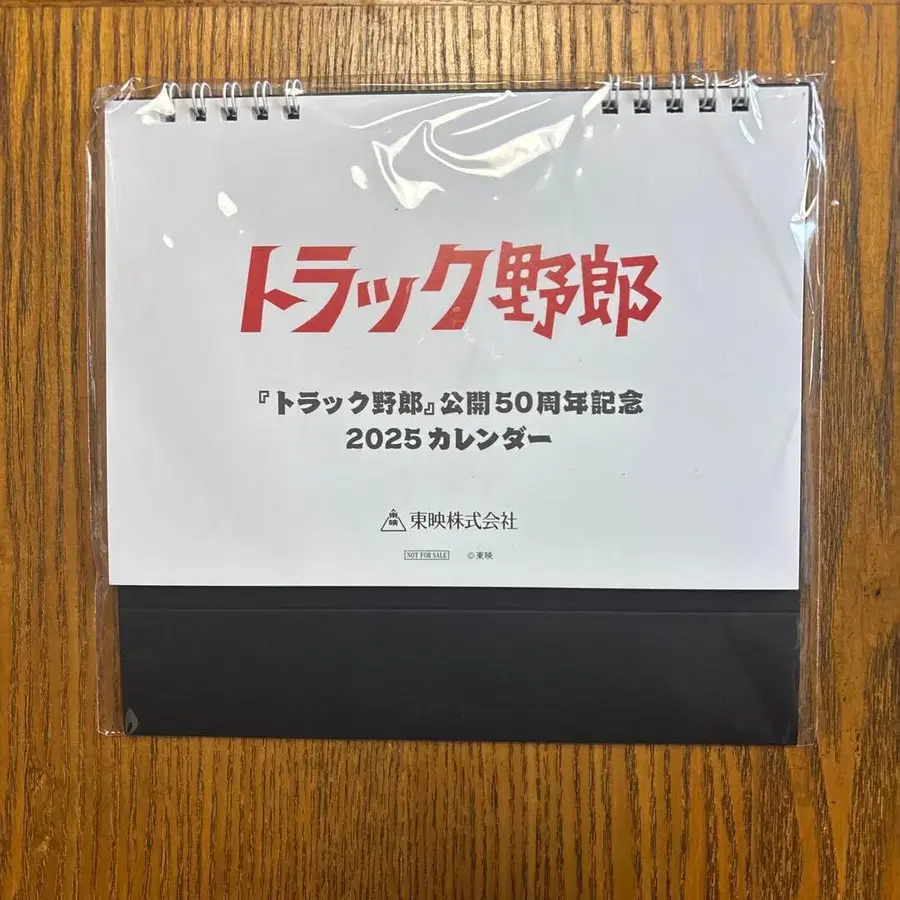 トラック野郎
『トラック野郎』公開50周年記念
2025カレンダー
東映 東映株式会社
NOT FOR SALE ©東映